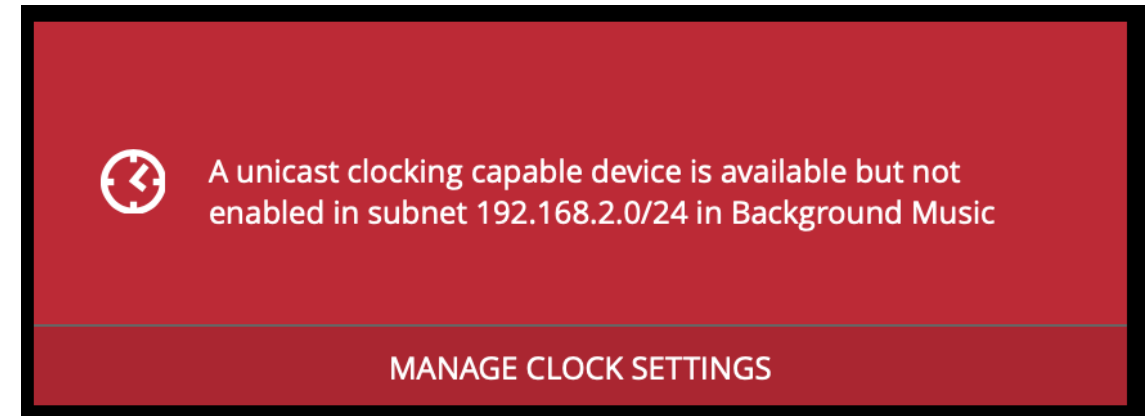 A unicast clocking capable device is available but not
enabled in subnet 192.168.2.0/24 in Background Music
MANAGE CLOCK SETTINGS